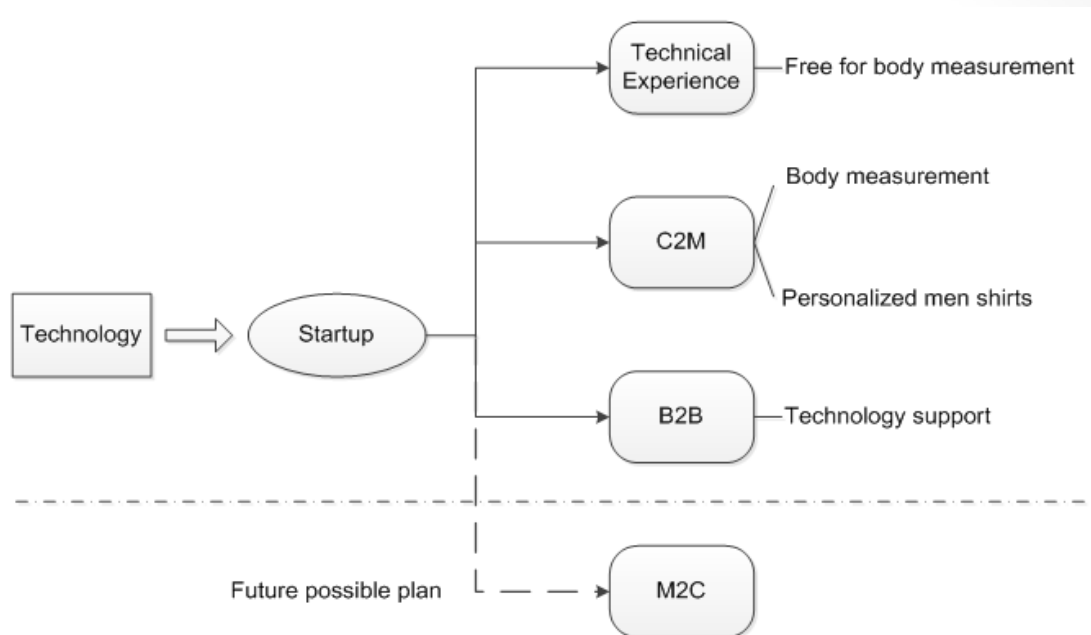 Technical
Experience
Free for body measurement
Body measurement
C2M
Personalized men shirts
Technology
Startup
B2B
Technology support
Future possible plan
M2C